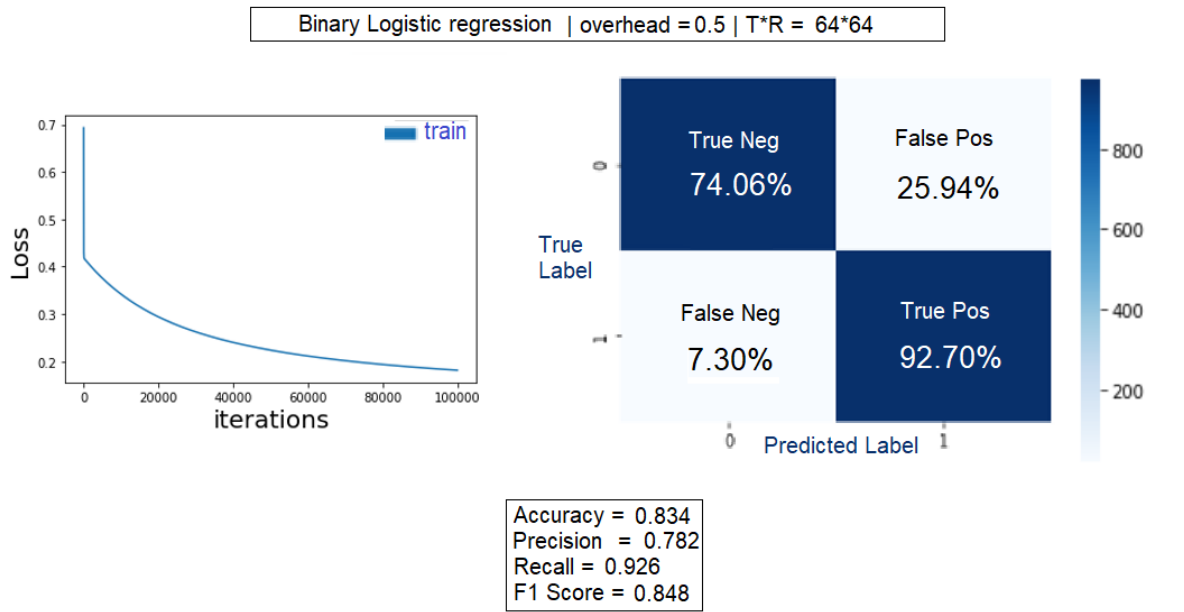 Binary Logistic regression | overhead = 0.5 | T*R = 64*64
0.7
0.6
0.5
0.4
0.3
0.2
Loss
train
0 20000 40000 60000 80000 100000
iterations
True Neg
74.06%
False Pos
25.94%
False Neg
7.30%
True Pos
92.70%
0
1
True
Label
0
1
Predicted Label
800
600
400
200
Accuracy = 0.834
Precision = 0.782
Recall = 0.926
F1 Score = 0.848